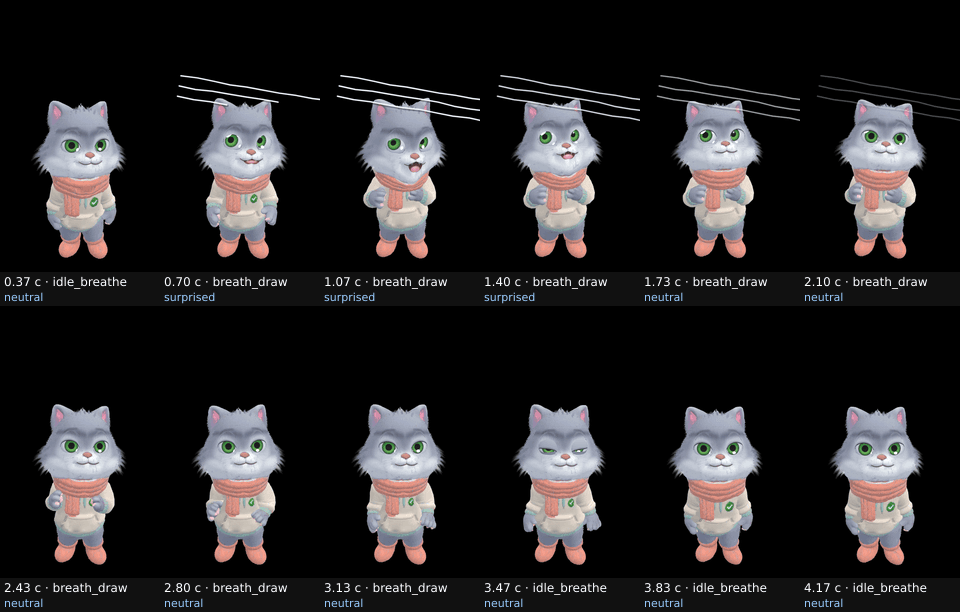 0.37 c · idle_breathe
neutral
0.70 c · breath_draw
surprised
1.07 c · breath_draw
surprised
1.40 c · breath_draw
surprised
1.73 c · breath_draw
neutral
2.10 c · breath_draw
neutral
2.43 c · breath_draw
neutral
2.80 c · breath_draw
neutral
3.13 c · breath_draw
neutral
3.47 c · idle_breathe
neutral
3.83 c · idle_breathe
neutral
4.17 c · idle_breathe
neutral